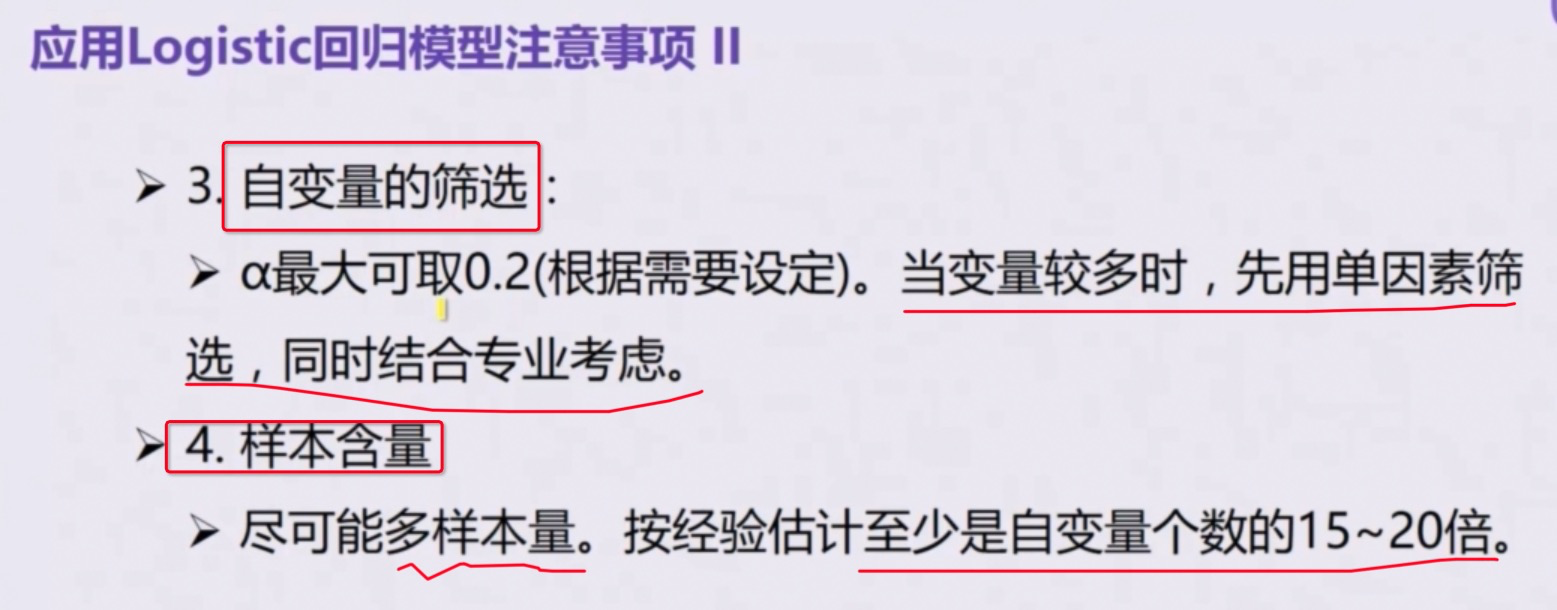 应用Logistic回归模型注意事项 II
➢ 3. 自变量的筛选：
➢ α最大可取0.2(根据需要设定)。当变量较多时，先用单因素筛
选，同时结合专业考虑。
➢ 4. 样本含量
➢ 尽可能多样本量。按经验估计至少是自变量个数的15~20倍。